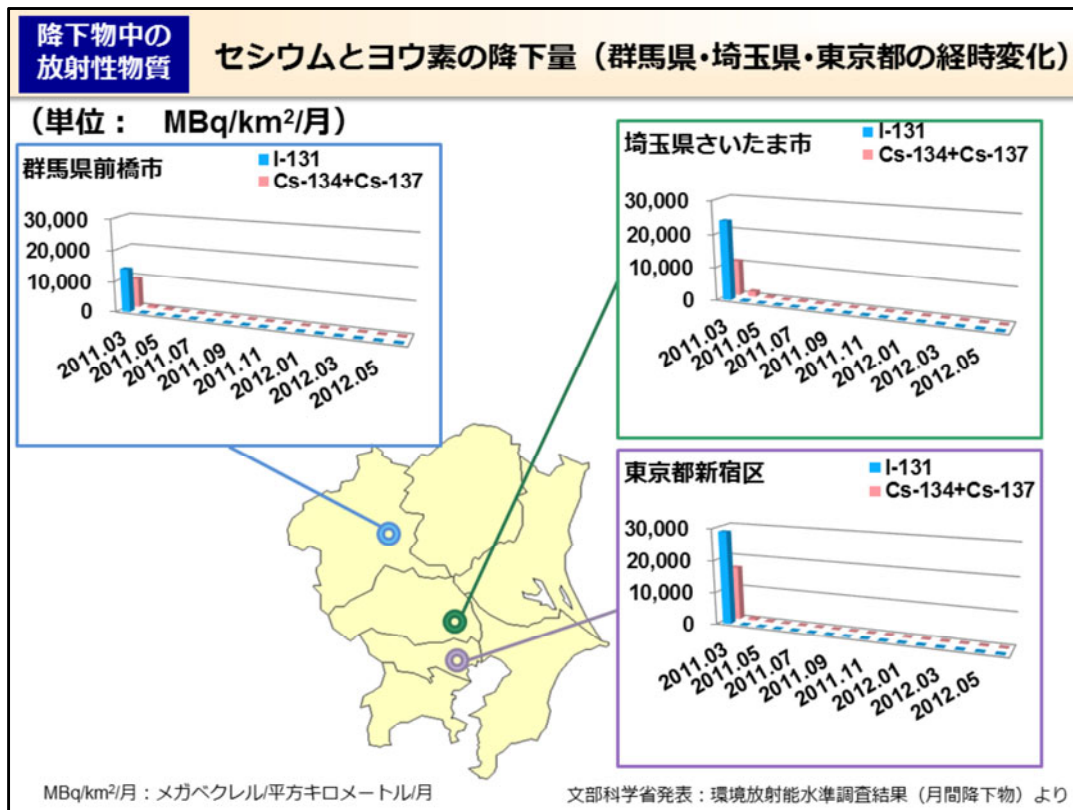 降下物中の
放射性物質
セシウムとヨウ素の降下量（群馬県・埼玉県・東京都の経時変化）
（単位： MBq/km²/月）
群馬県前橋市
I-131
Cs-134+Cs-137
30,000
20,000
10,000
0
2011.03
2011.05
2011.07
2011.09
2011.11
2012.01
2012.03
2012.05
埼玉県さいたま市
I-131
Cs-134+Cs-137
30,000
20,000
10,000
0
2011.03
2011.05
2011.07
2011.09
2011.11
2012.01
2012.03
2012.05
東京都新宿区
I-131
Cs-134+Cs-137
30,000
20,000
10,000
0
2011.03
2011.05
2011.07
2011.09
2011.11
2012.01
2012.03
2012.05
MBq/km²/月：メガベクレル/平方キロメートル/月
文部科学省発表：環境放射能水準調査結果（月間降下物）より